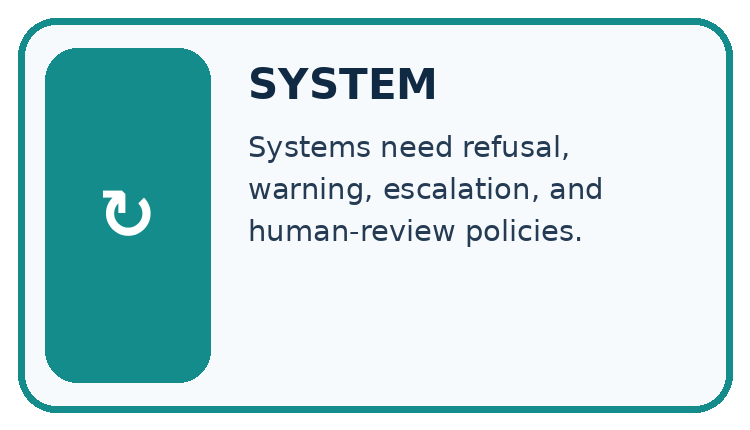 SYSTEM
Systems need refusal,
warning, escalation, and
human-review policies.